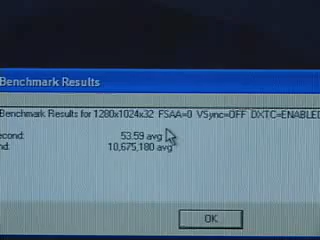 Benchmark Results
Benchmark Results for 1280x1024x32 FSAA=0 VSync=OFF DXTC=ENABLED
econd: 53.59 avg
nd: 10,675,180 avg
OK